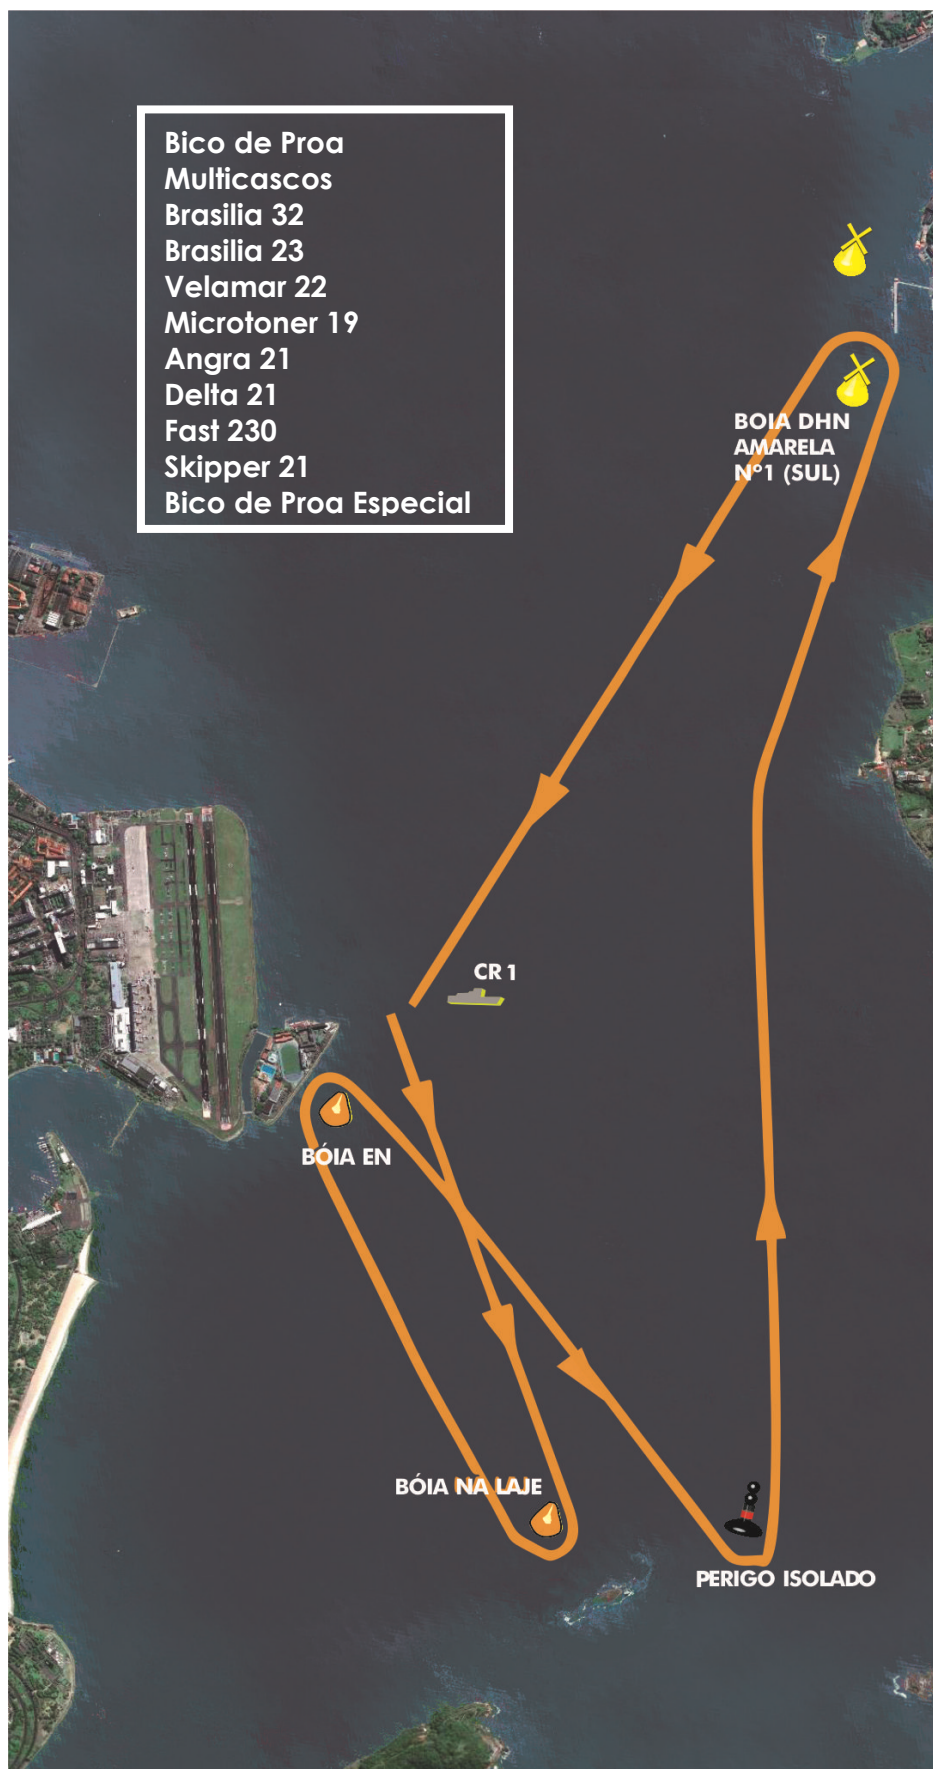 Bico de Proa
Multicascos
Brasilia 32
Brasilia 23
Velamar 22
Microtoner 19
Angra 21
Delta 21
Fast 230
Skipper 21
Bico de Proa Especial
BOIA DHN
AMARELA
Nº1 (SUL)
CR 1
BÓIA EN
BÓIA NA LAJE
PERIGO ISOLADO